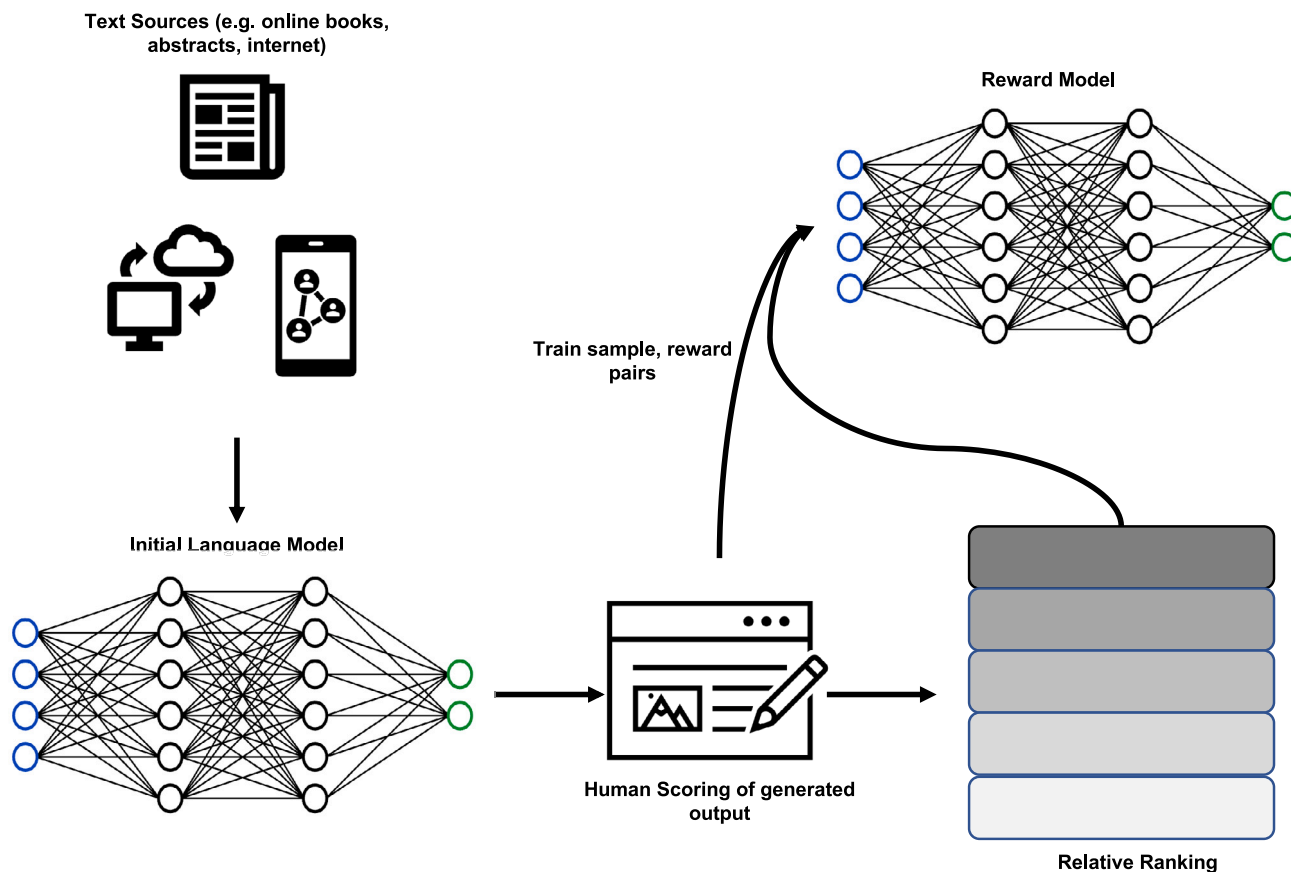 Text Sources (e.g. online books,
abstracts, internet)
Reward Model
Train sample, reward
pairs
Initial Language Model
Human Scoring of generated
output
Relative Ranking